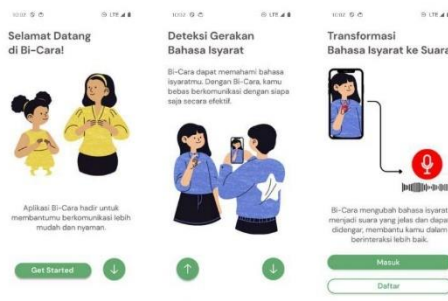 Selamat Datang
di Bi-Cara!
Aplikasi Bi-Cara hadir untuk
membantumu berkomunikasi lebih
mudah dan nyaman.
Get Started
Deteksi Gerakan
Bahasa Isyarat
Bi-Cara dapat memahami bahasa
isyaratmu. Dengan Bi-Cara, kamu
bebas berkomunikasi dengan siapa
saja secara efektif.
Transformasi
Bahasa Isyarat ke Suara
Bi-Cara mengubah bahasa isyarat
menjadi suara yang jelas dan dapat
didengar, membantu kamu dalam
berinteraksi lebih baik.
Masuk
Daftar